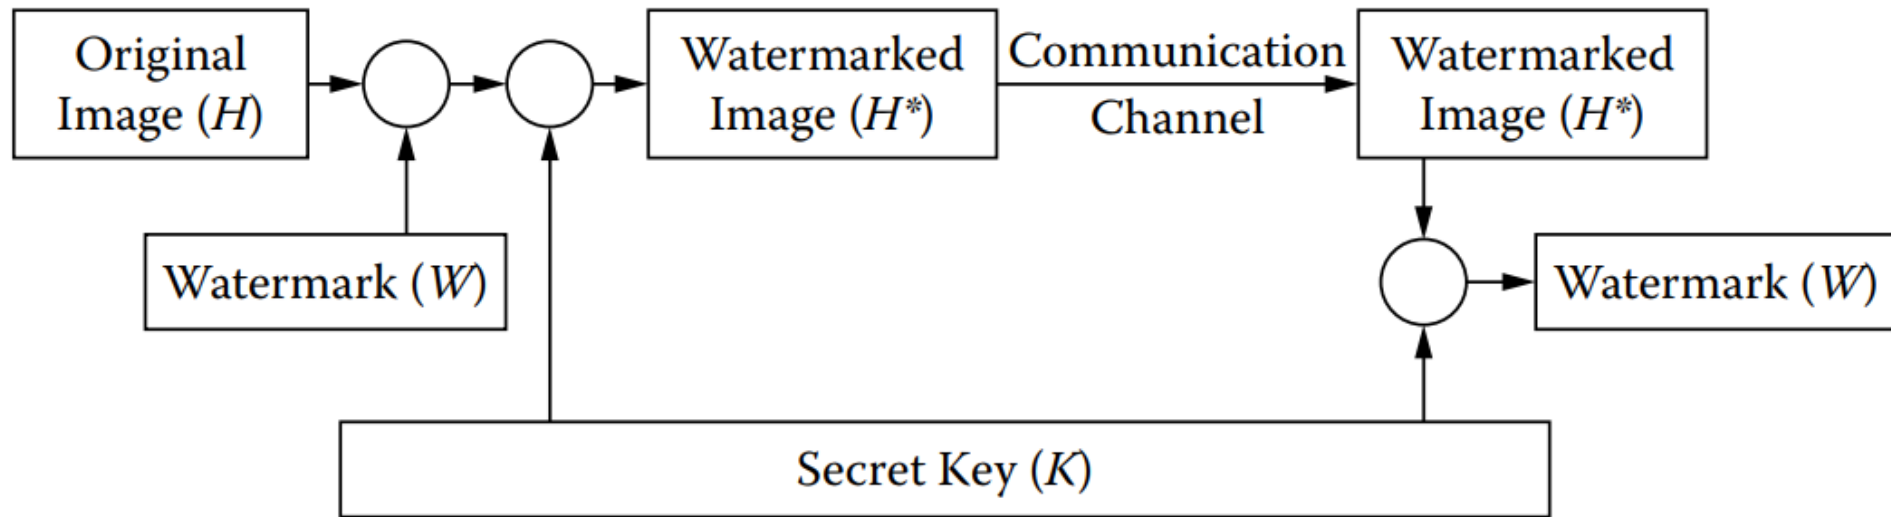 Original
Image (H)
Watermarked
Image (H*)
Communication
Channel
Watermarked
Image (H*)
Watermark (W)
Watermark (W)
Secret Key (K)